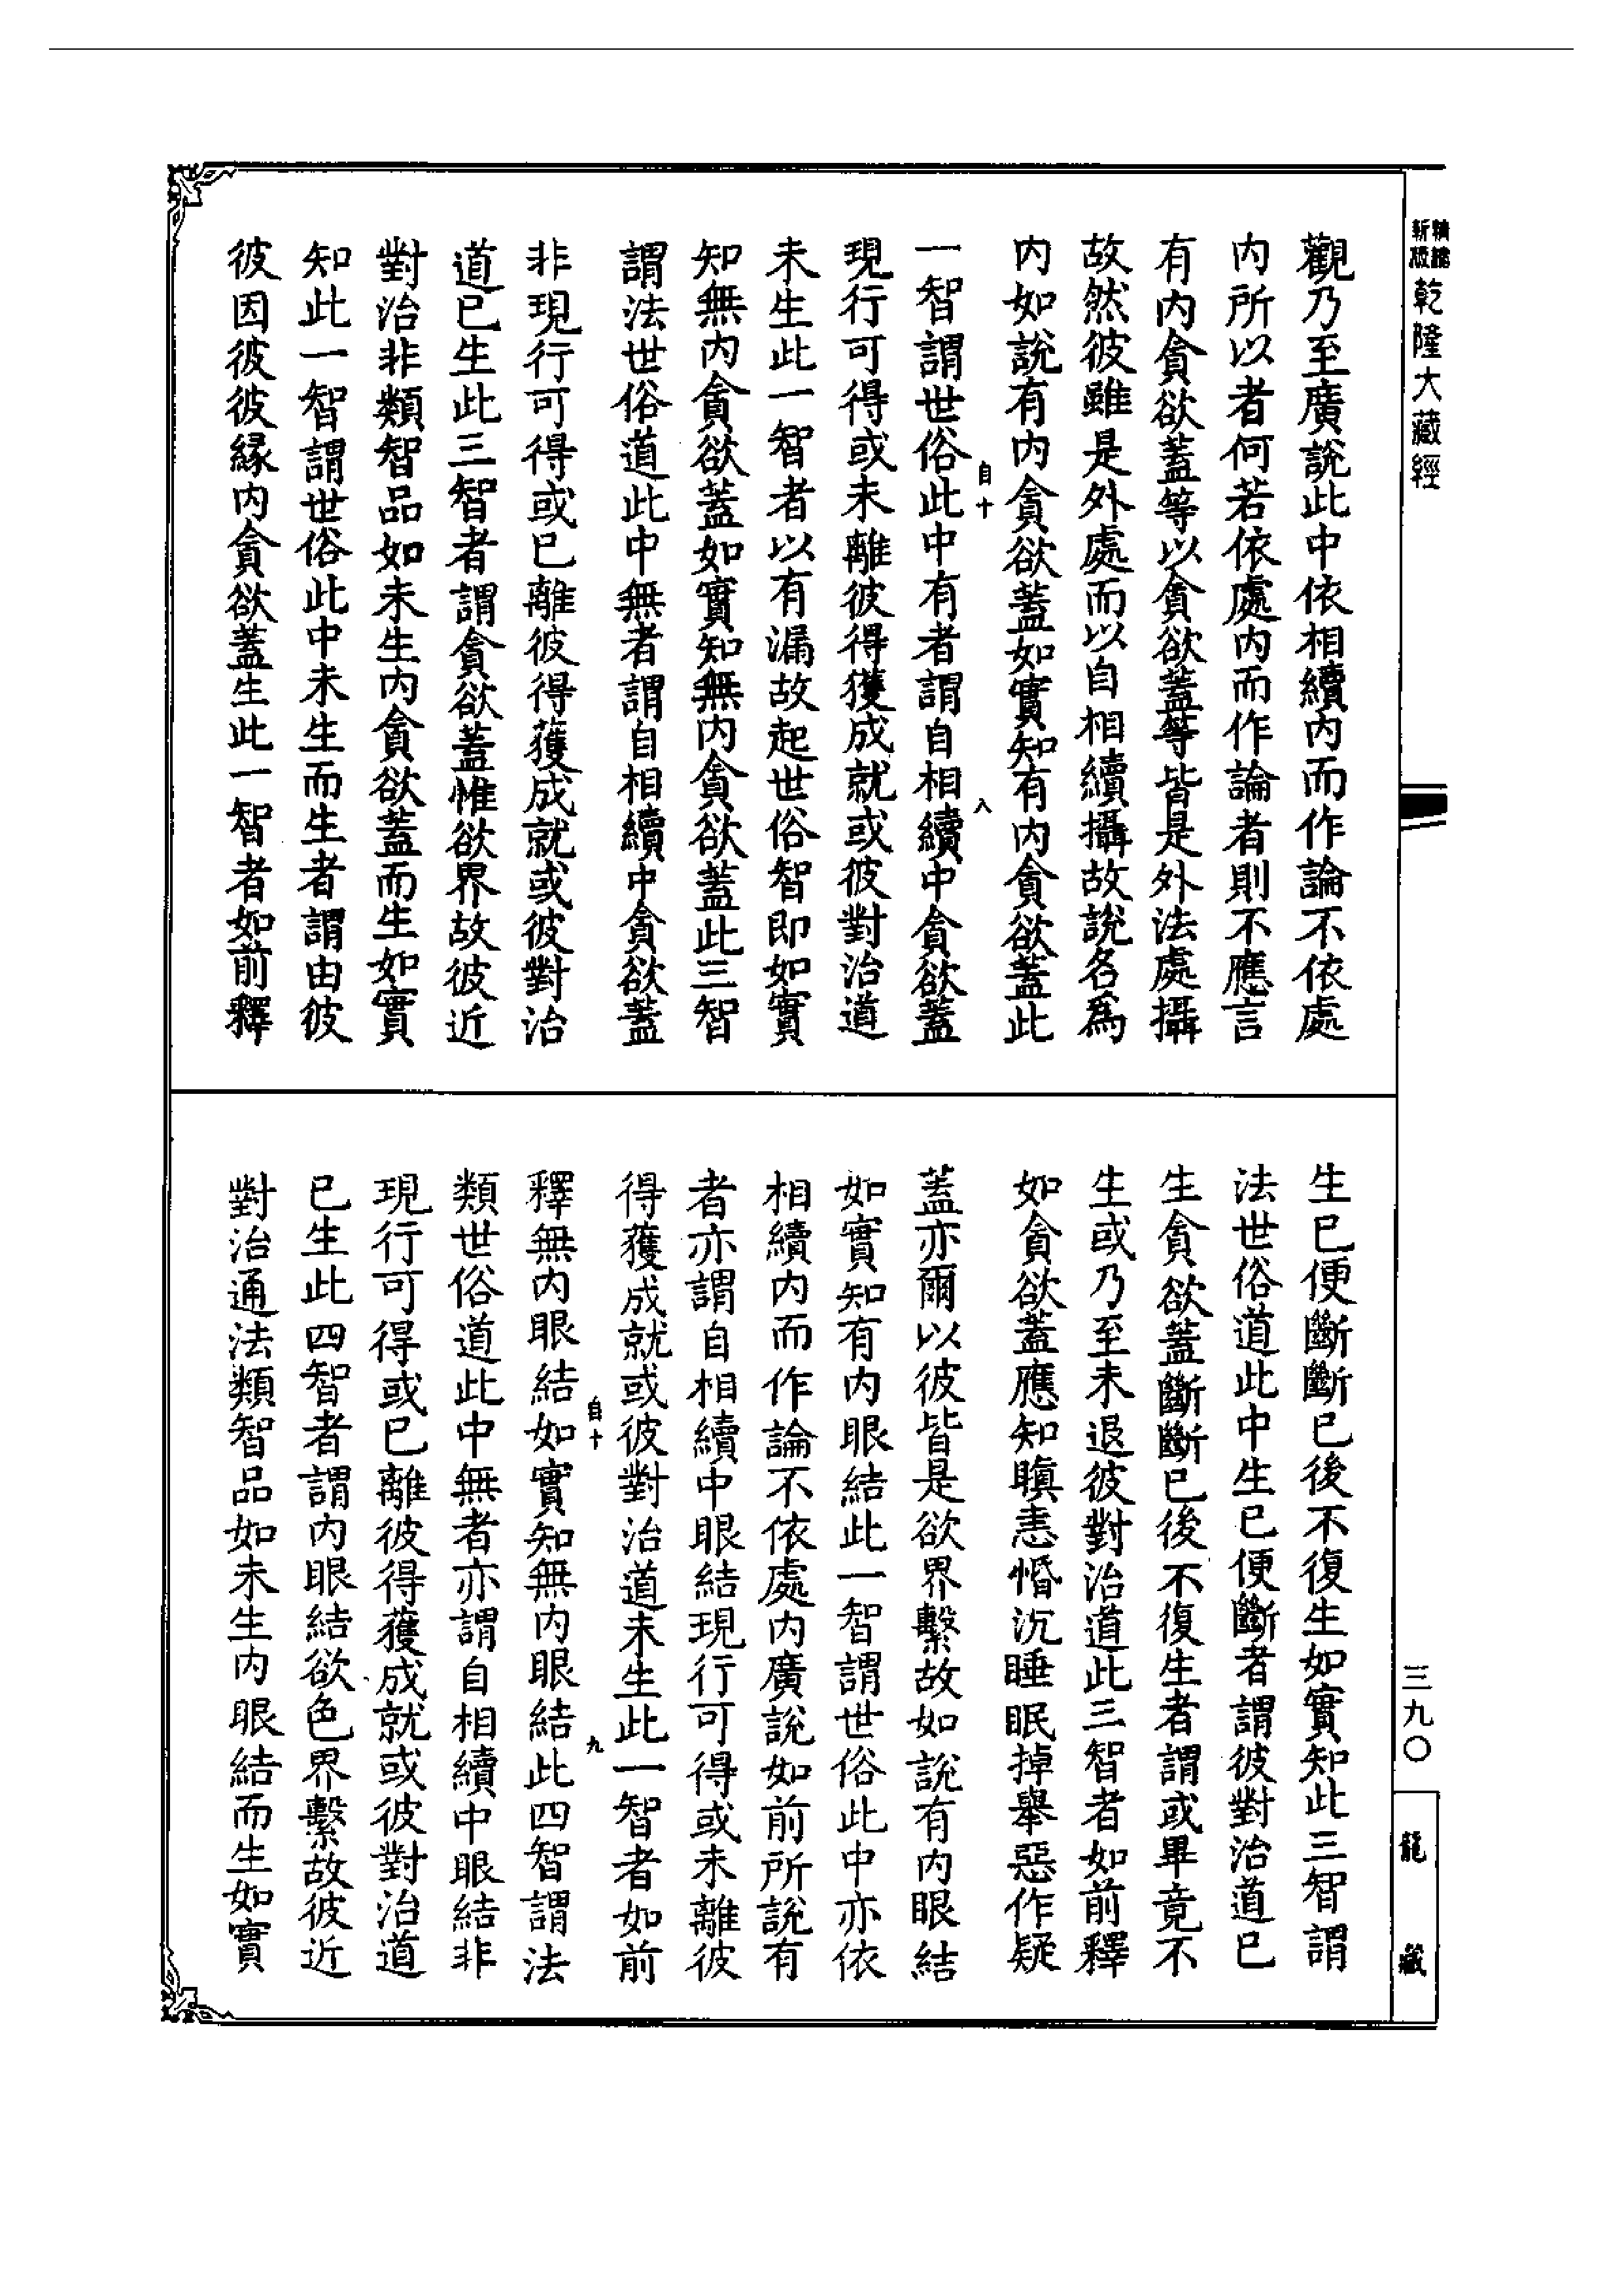 精縮新版乾隆大藏經
觀乃至廣說此中依相續內而作論不依處
內所以者何若依處內而作論者則不應言
有內貪欲蓋等以貪欲蓋等皆是外法處攝
故然彼雖是外處而以自相續攝故說名為
內如說有內貪欲蓋如實知有內貪欲蓋此
自十 八
一智謂世俗此中有者謂自相續中貪欲蓋
現行可得或未離彼得獲成就或彼對治道
未生此一智者以有漏故起世俗智即如實
知無內貪欲蓋如實知無內貪欲蓋此三智
謂法世俗道此中無者謂自相續中貪欲蓋
非現行可得或已離彼得獲成就或彼對治
道已生此三智者謂貪欲蓋惟欲界故彼近
對治非類智品如未生內貪欲蓋而生如實
知此一智謂世俗此中未生而生者謂由彼
彼因彼彼緣內貪欲蓋生此一智者如前釋
生已便斷斷已後不復生如實知此三智謂
法世俗道此中生已便斷者謂彼對治道已
生貪欲蓋斷斷已後不復生者謂或畢竟不
生或乃至未退彼對治道此三智者如前釋
如貪欲蓋應知瞋恚惛沉睡眠掉舉惡作疑
蓋亦爾以彼皆是欲界繫故如說有內眼結
如實知有內眼結此一智謂世俗此中亦依
相續內而作論不依處內廣說如前所說有
者亦謂自相續中眼結現行可得或未離彼
得獲成就或彼對治道未生此一智者如前
自十 九
釋無內眼結如實知無內眼結此四智謂法
類世俗道此中無者亦謂自相續中眼結非
現行可得或已離彼得獲成就或彼對治道
已生此四智者謂內眼結欲色界繫故彼近
對治通法類智品如未生內眼結而生如實
三九〇
龍藏